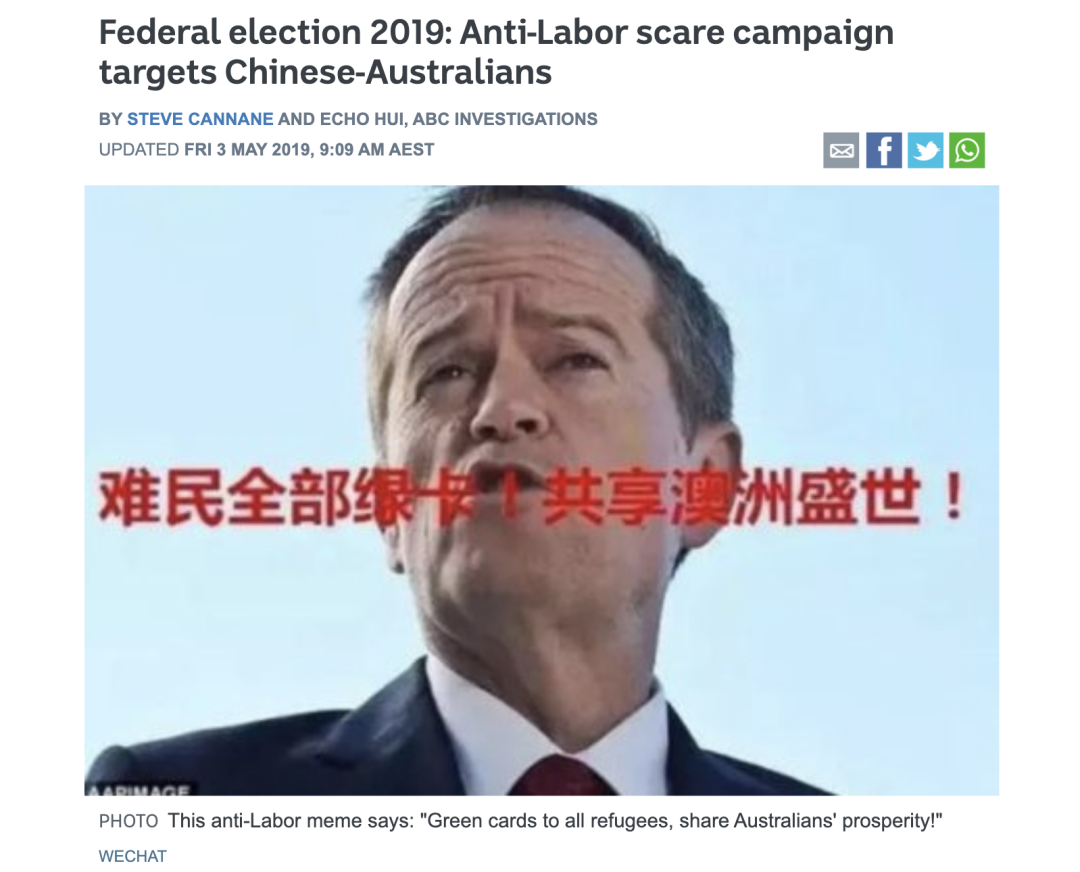 Federal election 2019: Anti-Labor scare campaign
targets Chinese-Australians
BY STEVE CANNANE AND ECHO HUI, ABC INVESTIGATIONS
UPDATED FRI 3 MAY 2019, 9:09 AM AEST
难民全部绿卡！共享澳洲盛世！
AAPIMAGE
PHOTO This anti-Labor meme says: "Green cards to all refugees, share Australians' prosperity!"
WECHAT